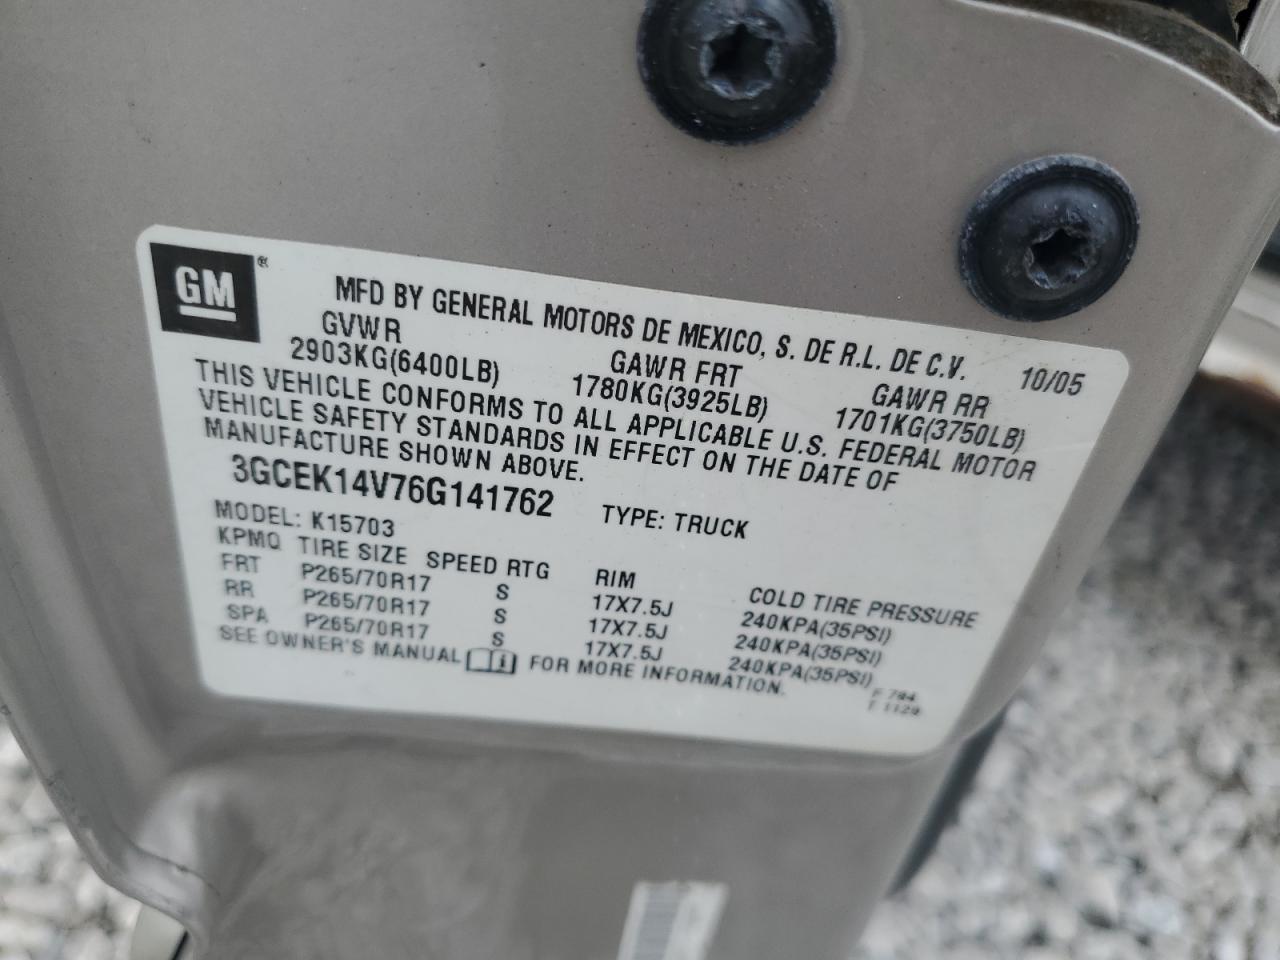 GM ®
MFD BY GENERAL MOTORS DE MEXICO, S. DE R.L. DE C.V. 10/05
GVWR GAWR FRT GAWR RR
2903KG(6400LB) 1780KG(3925LB) 1701KG(3750LB)
THIS VEHICLE CONFORMS TO ALL APPLICABLE U.S. FEDERAL MOTOR
VEHICLE SAFETY STANDARDS IN EFFECT ON THE DATE OF
MANUFACTURE SHOWN ABOVE.
3GCEK14V76G141762 TYPE: TRUCK
MODEL: K15703
KPMQ TIRE SIZE SPEED RTG RIM COLD TIRE PRESSURE
FRT P265/70R17 S 17X7.5J 240KPA(35PSI)
RR P265/70R17 S 17X7.5J 240KPA(35PSI)
SPA P265/70R17 S 17X7.5J 240KPA(35PSI)
SEE OWNER'S MANUAL FOR MORE INFORMATION.
F 794
T 1129